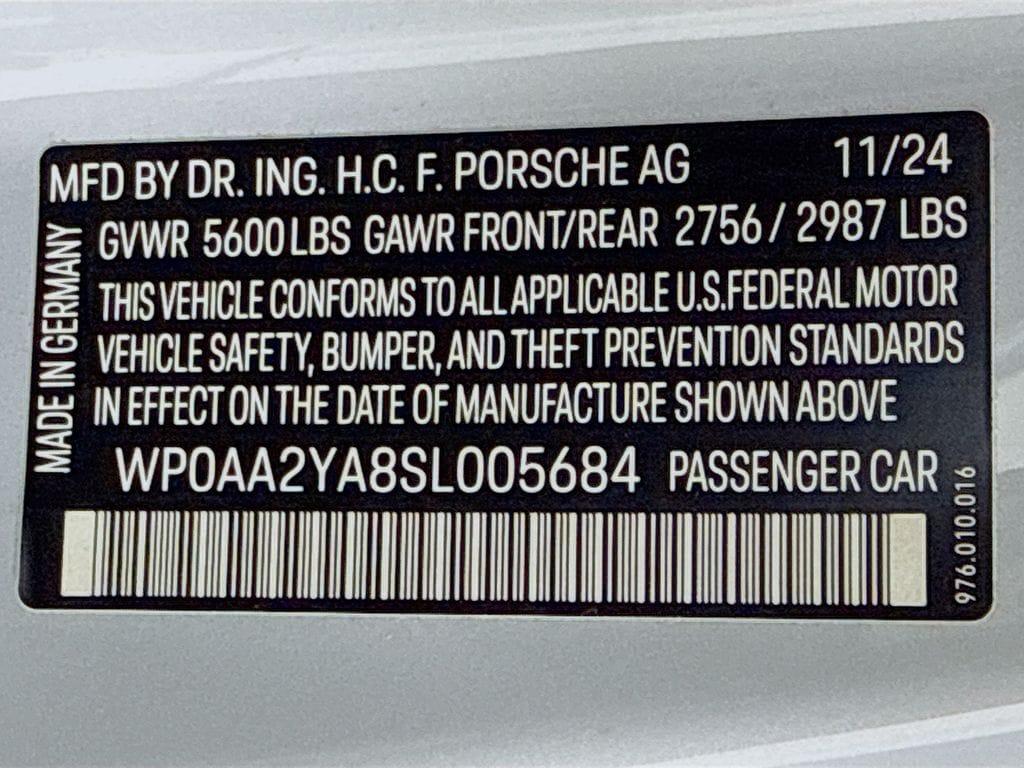 MFD BY DR. ING. H.C. F. PORSCHE AG 11/24
GVWR 5600 LBS GAWR FRONT/REAR 2756 / 2987 LBS
THIS VEHICLE CONFORMS TO ALL APPLICABLE U.S.FEDERAL MOTOR
VEHICLE SAFETY, BUMPER, AND THEFT PREVENTION STANDARDS
IN EFFECT ON THE DATE OF MANUFACTURE SHOWN ABOVE
WP0AA2YA8SL005684 PASSENGER CAR
MADE IN GERMANY
976.010.016